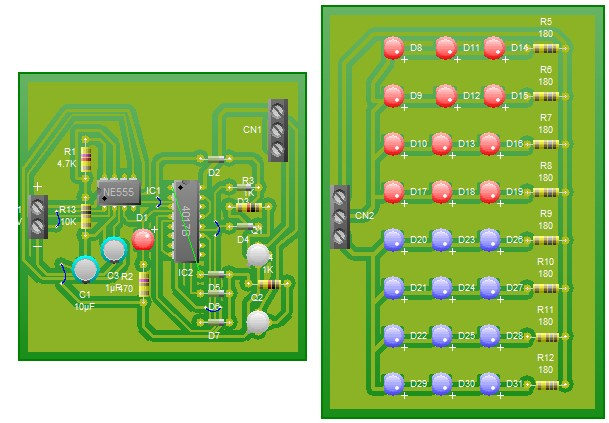 CN1
R1
4.7K
D2
NE555
IC1
4017B
R3
1K
D3
R13
10K
D1
Q1
D4
IC2
4
1K
C3
1µF
R2
470
C1
10µF
D5
Q2
D6
D7
R5
180
D8 D11 D14
R6
180
D9 D12 D15
R7
180
D10 D13 D16
R8
180
D17 D18 D19
CN2
R9
180
D20 D23 D26
R10
180
D21 D24 D27
R11
180
D22 D25 D28
R12
180
D29 D30 D31